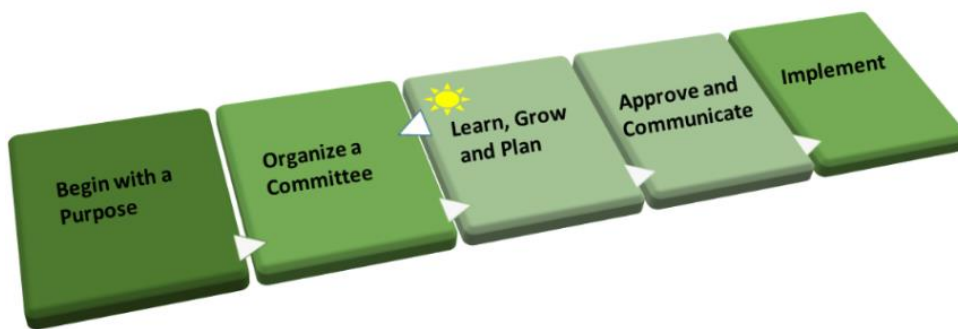 Begin with a
Purpose
Organize a
Committee
Learn, Grow
and Plan
Approve and
Communicate
Implement